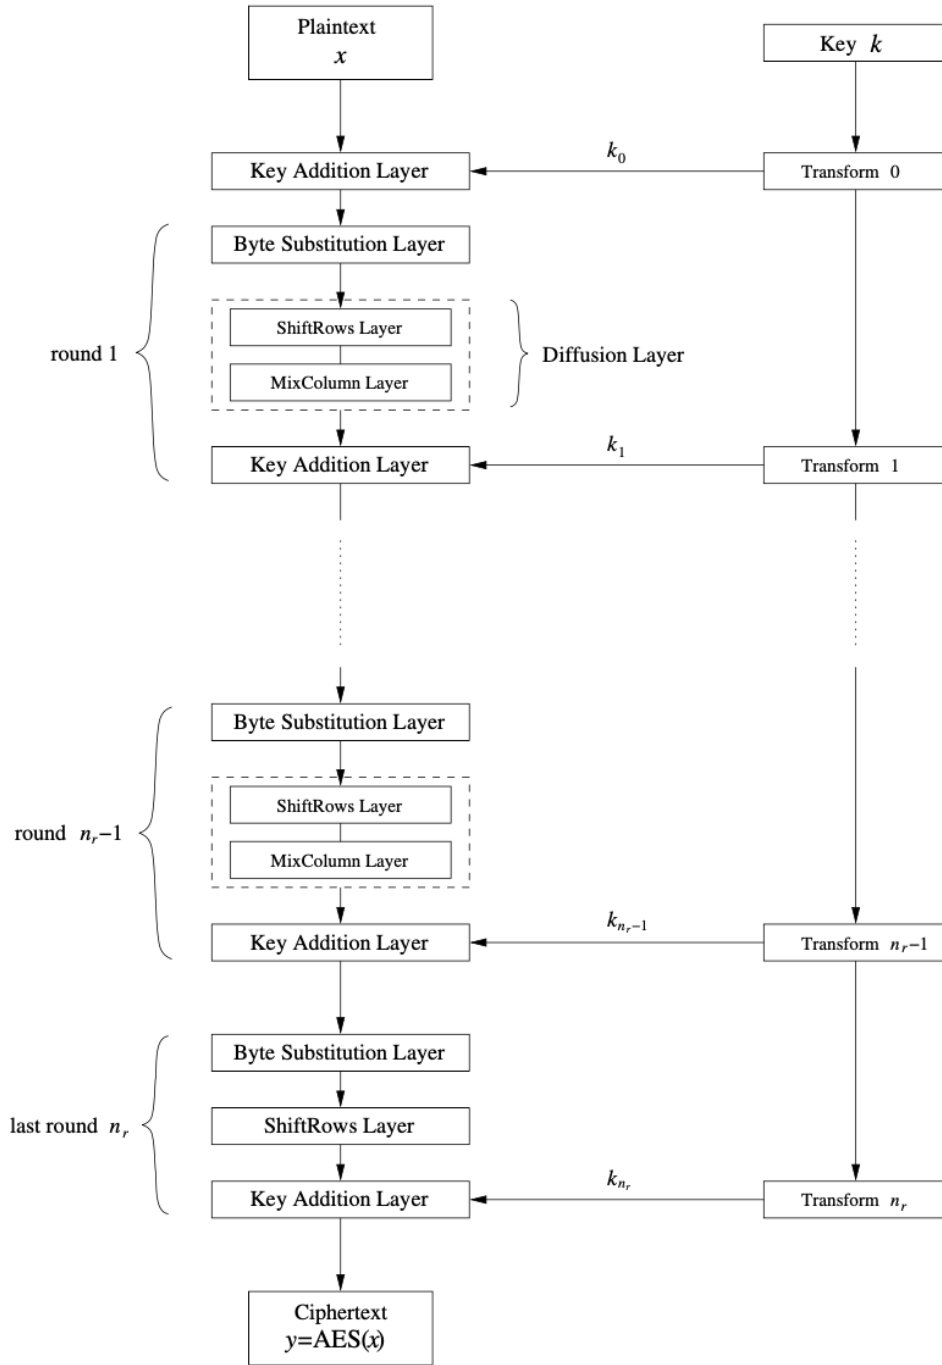 Plaintext
x
Key k
k₀
Key Addition Layer
Transform 0
Byte Substitution Layer
ShiftRows Layer
round 1
Diffusion Layer
MixColumn Layer
k₁
Key Addition Layer
Transform 1
Byte Substitution Layer
ShiftRows Layer
round nᵣ−1
MixColumn Layer
kₙᵣ₋₁
Key Addition Layer
Transform nᵣ−1
Byte Substitution Layer
last round nᵣ
ShiftRows Layer
kₙᵣ
Key Addition Layer
Transform nᵣ
Ciphertext
y=AES(x)